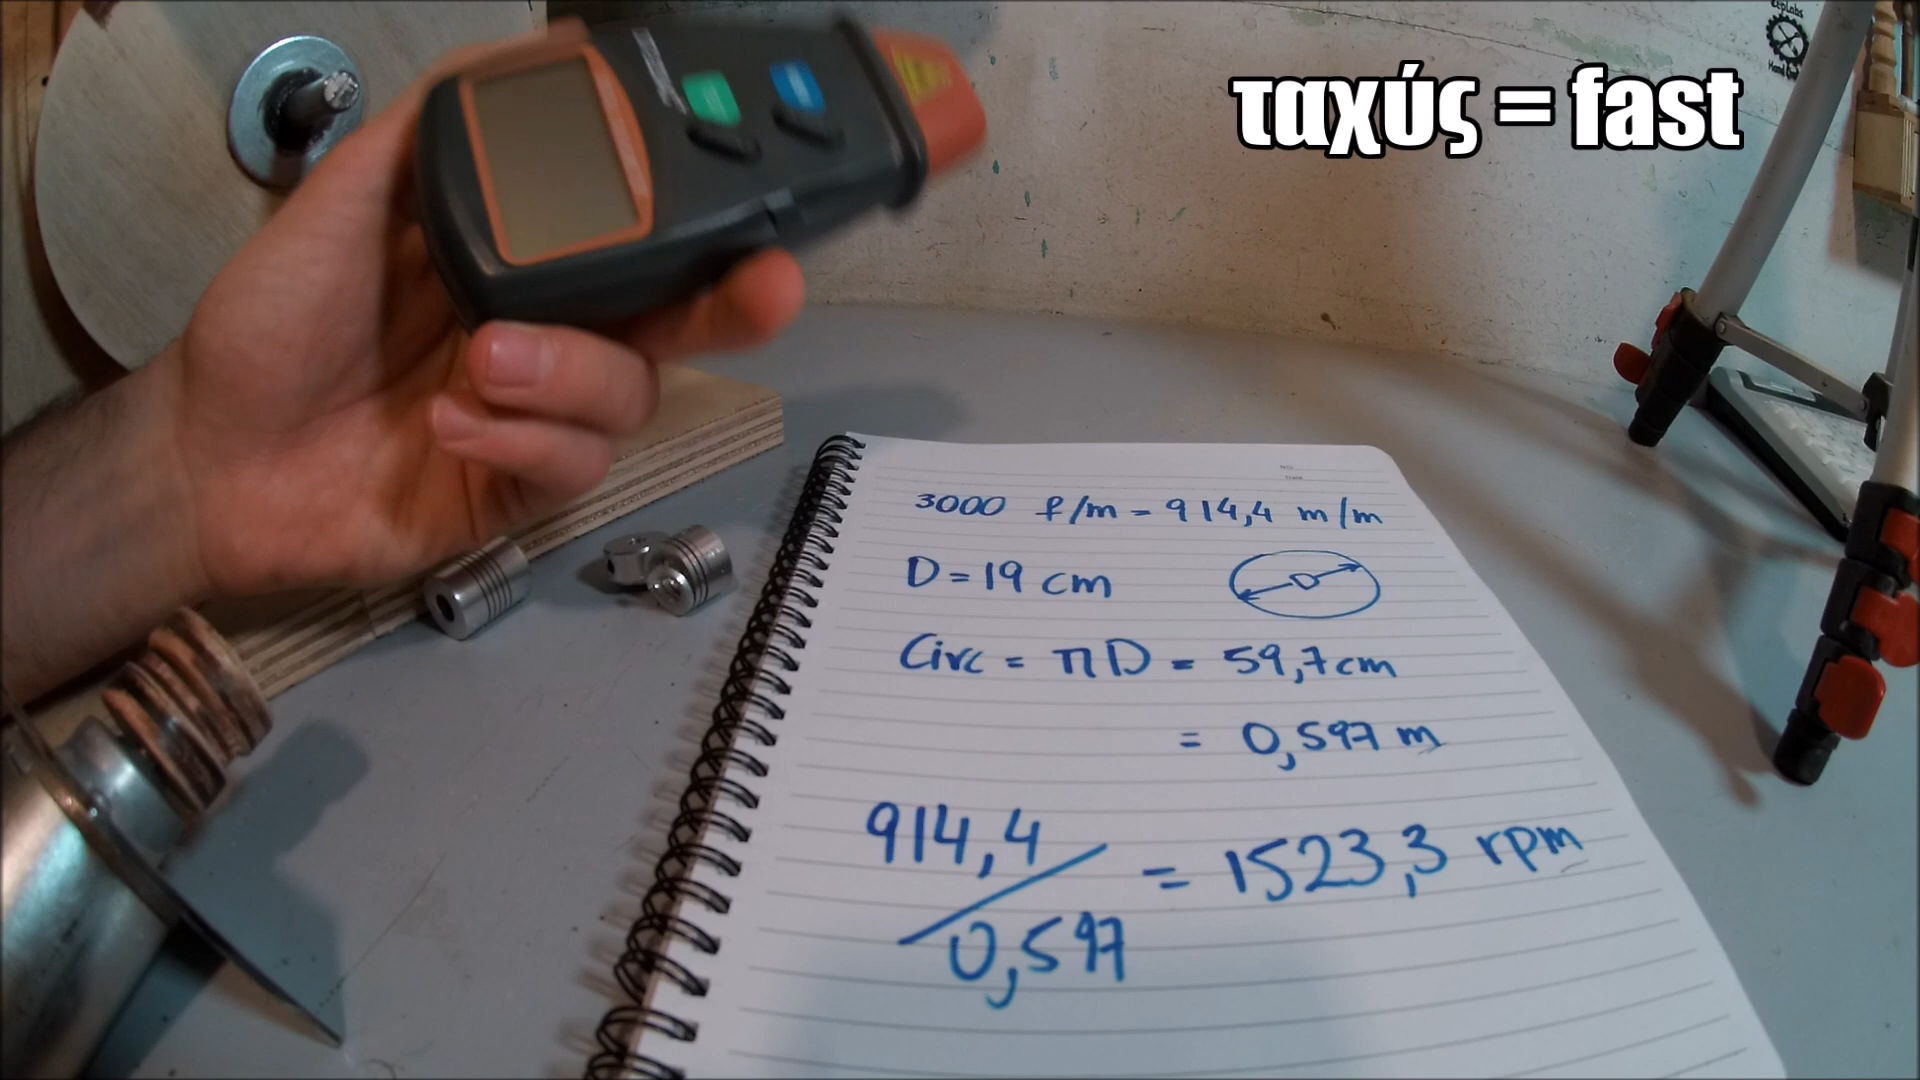 ταχύς = fast
3000 f/m = 914,4 m/m
D = 19 cm
D
Circ = πD = 59,7 cm
= 0,597 m
914,4 / 0,597 = 1523,3 rpm